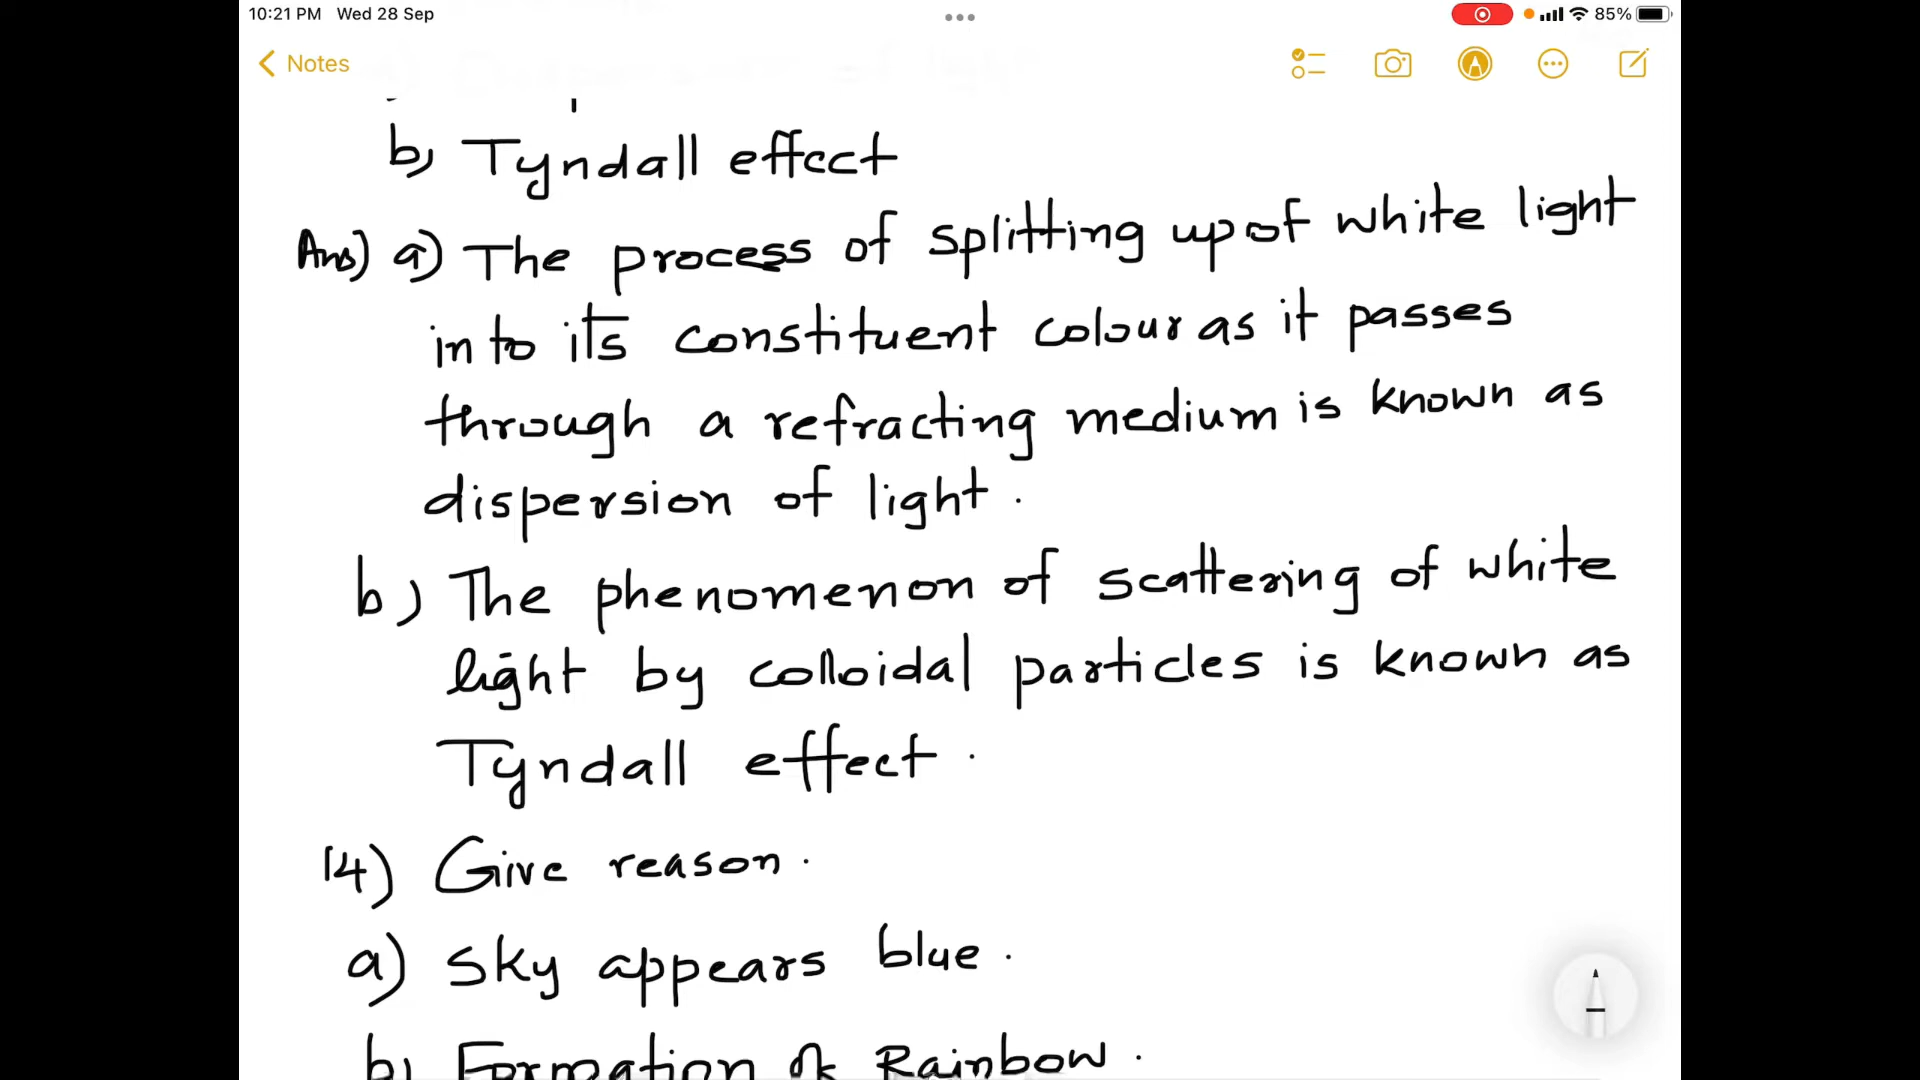 10:21 PM Wed 28 Sep
85%
Notes
b) Tyndall effect
Ans) a) The process of splitting up of white light
into its constituent colour as it passes
through a refracting medium is known as
dispersion of light.
b) The phenomenon of scattering of white
light by colloidal particles is known as
Tyndall effect.
14) Give reason.
a) Sky appears blue.
b) Formation of Rainbow.